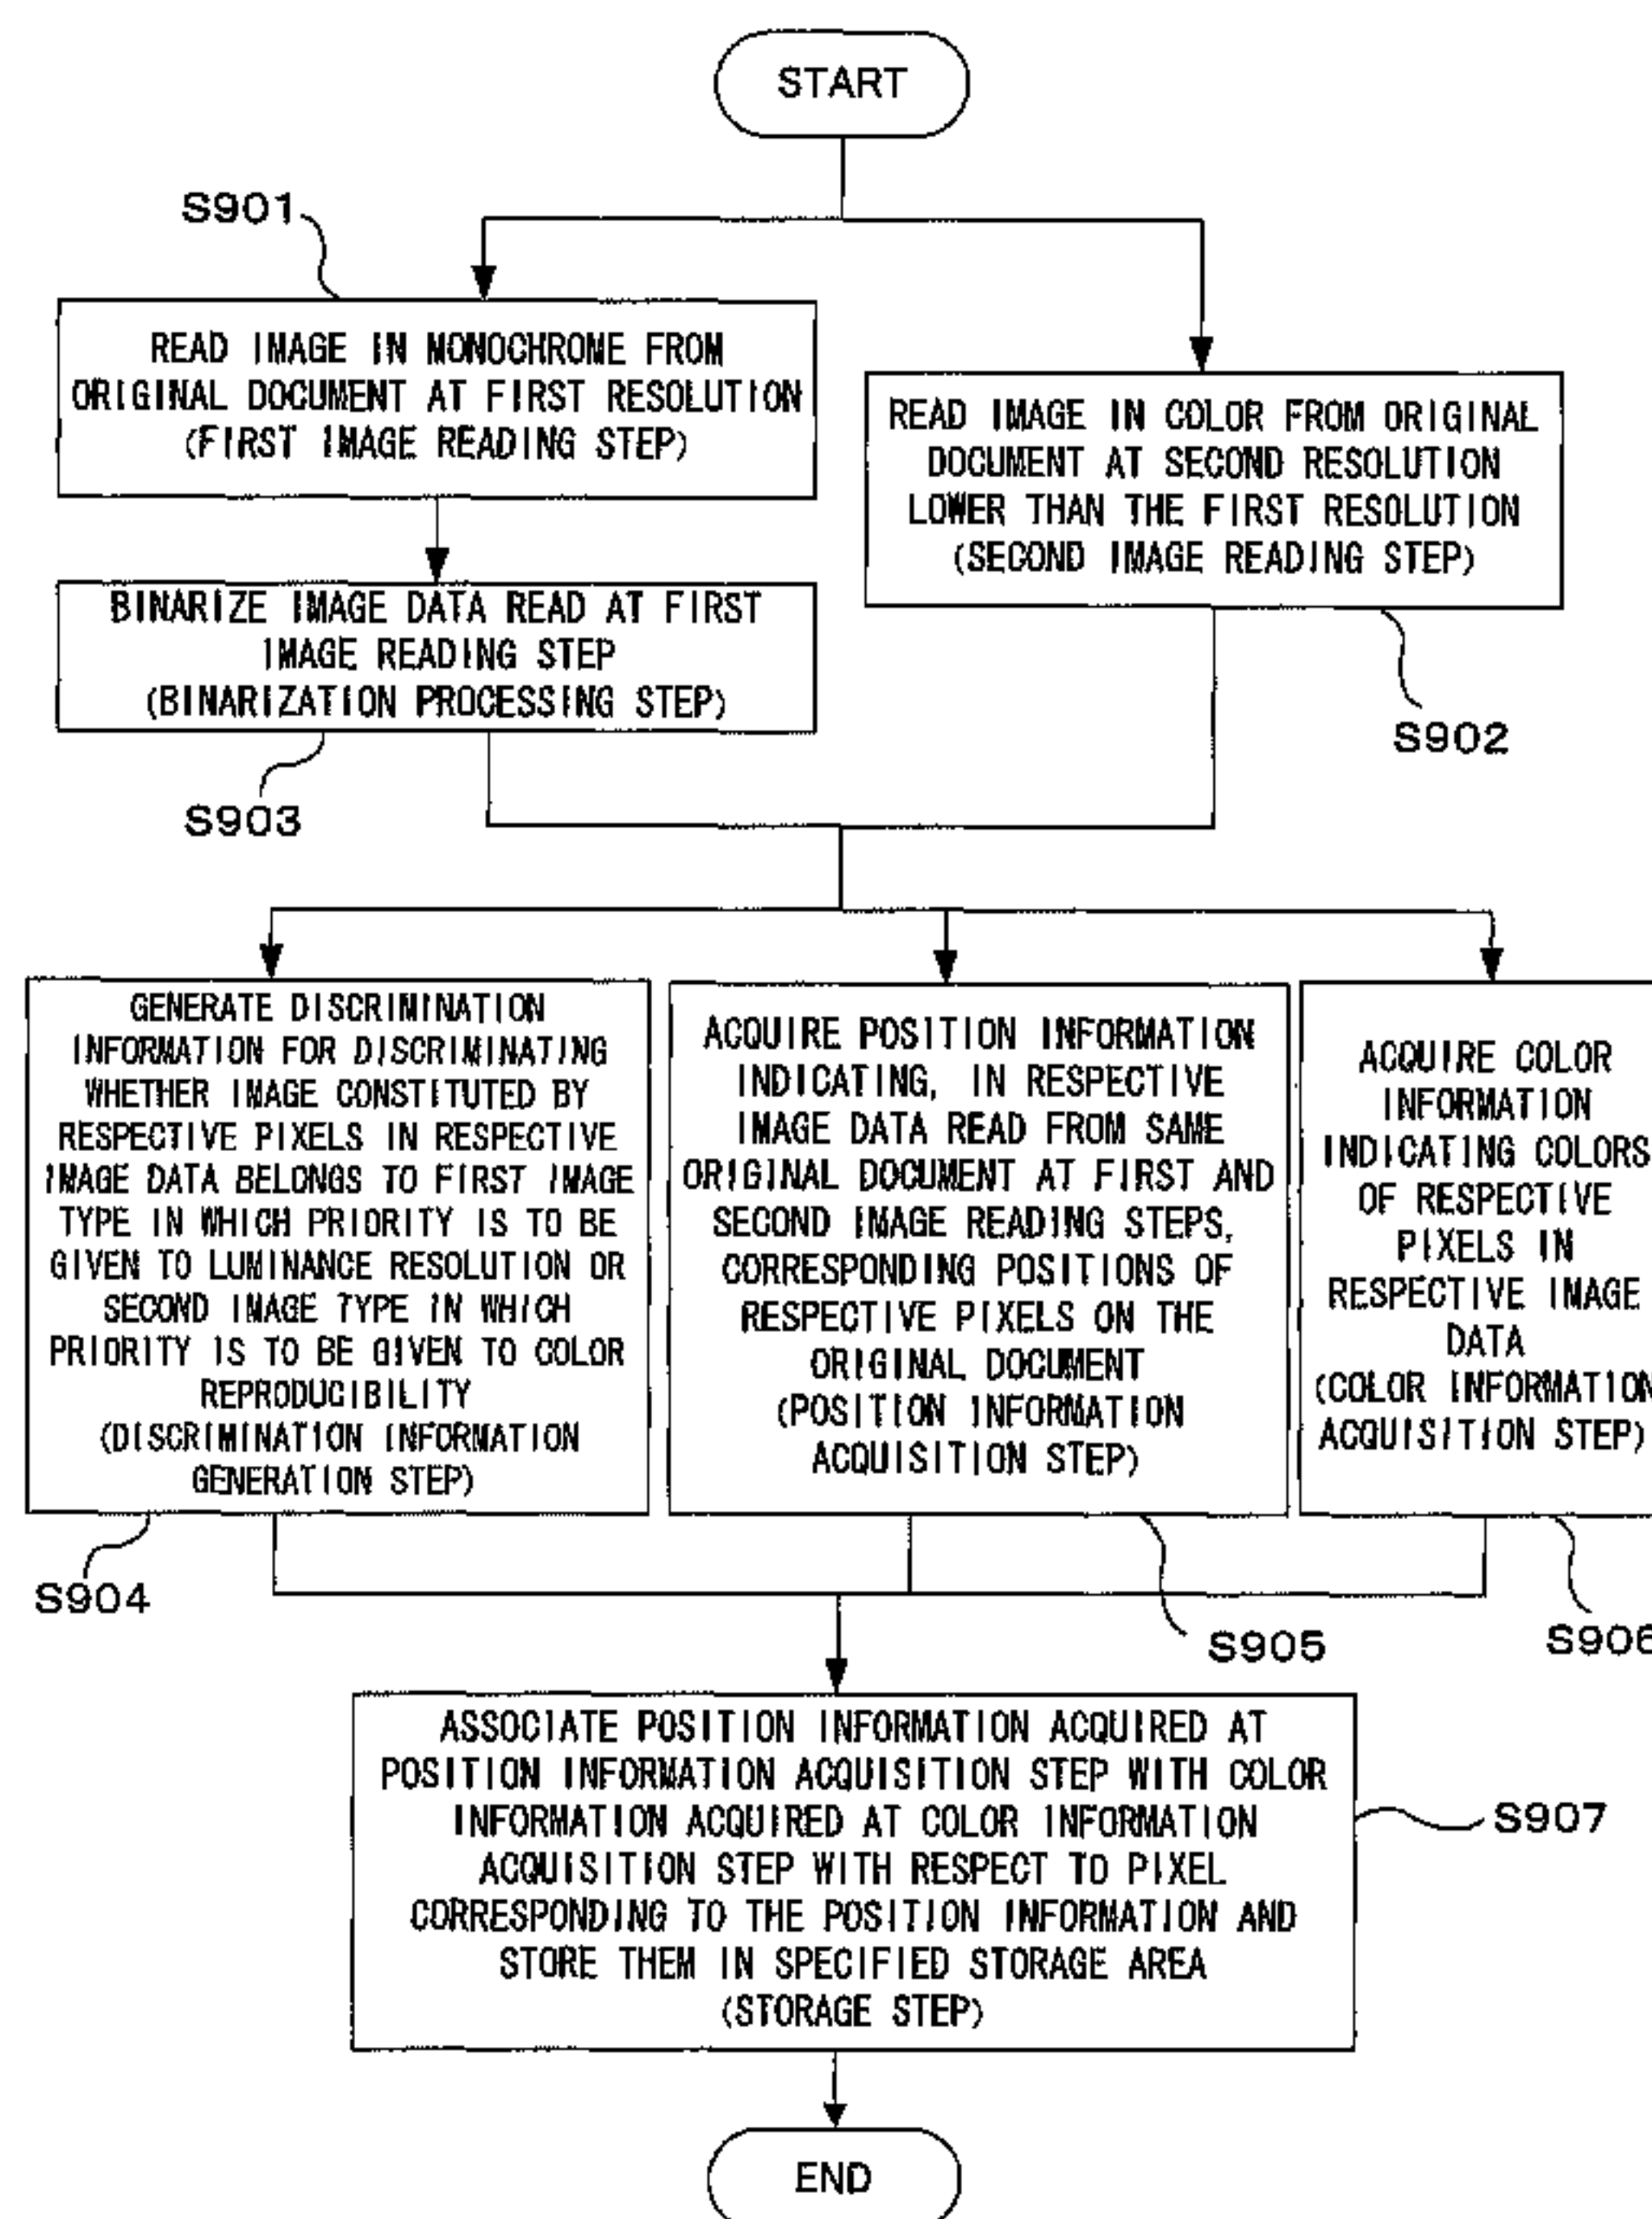 START
S901
READ IMAGE IN MONOCHROME FROM
ORIGINAL DOCUMENT AT FIRST RESOLUTION
(FIRST IMAGE READING STEP)
READ IMAGE IN COLOR FROM ORIGINAL
DOCUMENT AT SECOND RESOLUTION
LOWER THAN THE FIRST RESOLUTION
(SECOND IMAGE READING STEP)
S902
BINARIZE IMAGE DATA READ AT FIRST
IMAGE READING STEP
(BINARIZATION PROCESSING STEP)
S903
GENERATE DISCRIMINATION
INFORMATION FOR DISCRIMINATING
WHETHER IMAGE CONSTITUTED BY
RESPECTIVE PIXELS IN RESPECTIVE
IMAGE DATA BELONGS TO FIRST IMAGE
TYPE IN WHICH PRIORITY IS TO BE
GIVEN TO LUMINANCE RESOLUTION OR
SECOND IMAGE TYPE IN WHICH
PRIORITY IS TO BE GIVEN TO COLOR
REPRODUCIBILITY
(DISCRIMINATION INFORMATION
GENERATION STEP)
S904
ACQUIRE POSITION INFORMATION
INDICATING, IN RESPECTIVE
IMAGE DATA READ FROM SAME
ORIGINAL DOCUMENT AT FIRST AND
SECOND IMAGE READING STEPS,
CORRESPONDING POSITIONS OF
RESPECTIVE PIXELS ON THE
ORIGINAL DOCUMENT
(POSITION INFORMATION
ACQUISITION STEP)
S905
ACQUIRE COLOR
INFORMATION
INDICATING COLORS
OF RESPECTIVE
PIXELS IN
RESPECTIVE IMAGE
DATA
(COLOR INFORMATION
ACQUISITION STEP)
S906
ASSOCIATE POSITION INFORMATION ACQUIRED AT
POSITION INFORMATION ACQUISITION STEP WITH COLOR
INFORMATION ACQUIRED AT COLOR INFORMATION
ACQUISITION STEP WITH RESPECT TO PIXEL
CORRESPONDING TO THE POSITION INFORMATION AND
STORE THEM IN SPECIFIED STORAGE AREA
(STORAGE STEP)
S907
END